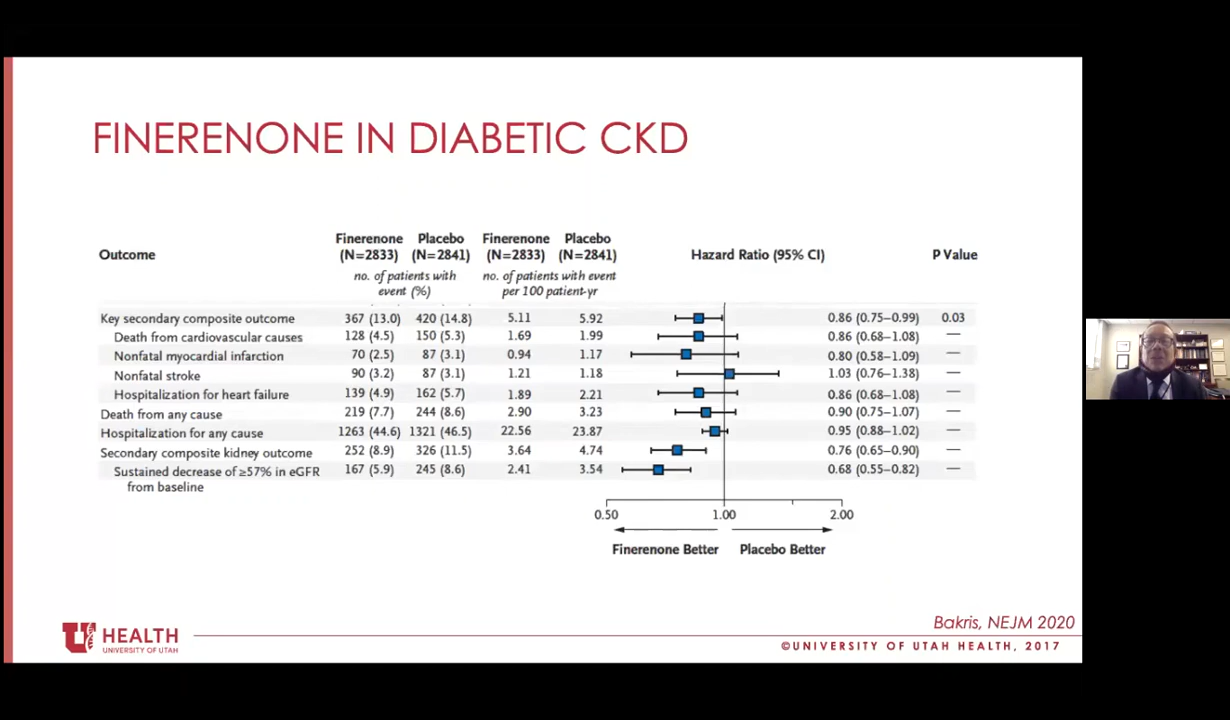 FINERENONE IN DIABETIC CKD
Finerenone Placebo Finerenone Placebo
Outcome (N=2833) (N=2841) (N=2833) (N=2841) Hazard Ratio (95% CI) P Value
no. of patients with no. of patients with event
event (%) per 100 patient-yr
Key secondary composite outcome 367 (13.0) 420 (14.8) 5.11 5.92 0.86 (0.75–0.99) 0.03
Death from cardiovascular causes 128 (4.5) 150 (5.3) 1.69 1.99 0.86 (0.68–1.08) —
Nonfatal myocardial infarction 70 (2.5) 87 (3.1) 0.94 1.17 0.80 (0.58–1.09) —
Nonfatal stroke 90 (3.2) 87 (3.1) 1.21 1.18 1.03 (0.76–1.38) —
Hospitalization for heart failure 139 (4.9) 162 (5.7) 1.89 2.21 0.86 (0.68–1.08) —
Death from any cause 219 (7.7) 244 (8.6) 2.90 3.23 0.90 (0.75–1.07) —
Hospitalization for any cause 1263 (44.6) 1321 (46.5) 22.56 23.87 0.95 (0.88–1.02) —
Secondary composite kidney outcome 252 (8.9) 326 (11.5) 3.64 4.74 0.76 (0.65–0.90) —
Sustained decrease of ≥57% in eGFR 167 (5.9) 245 (8.6) 2.41 3.54 0.68 (0.55–0.82) —
from baseline
0.50 1.00 2.00
Finerenone Better Placebo Better
Bakris, NEJM 2020
U HEALTH
UNIVERSITY OF UTAH
©UNIVERSITY OF UTAH HEALTH, 2017